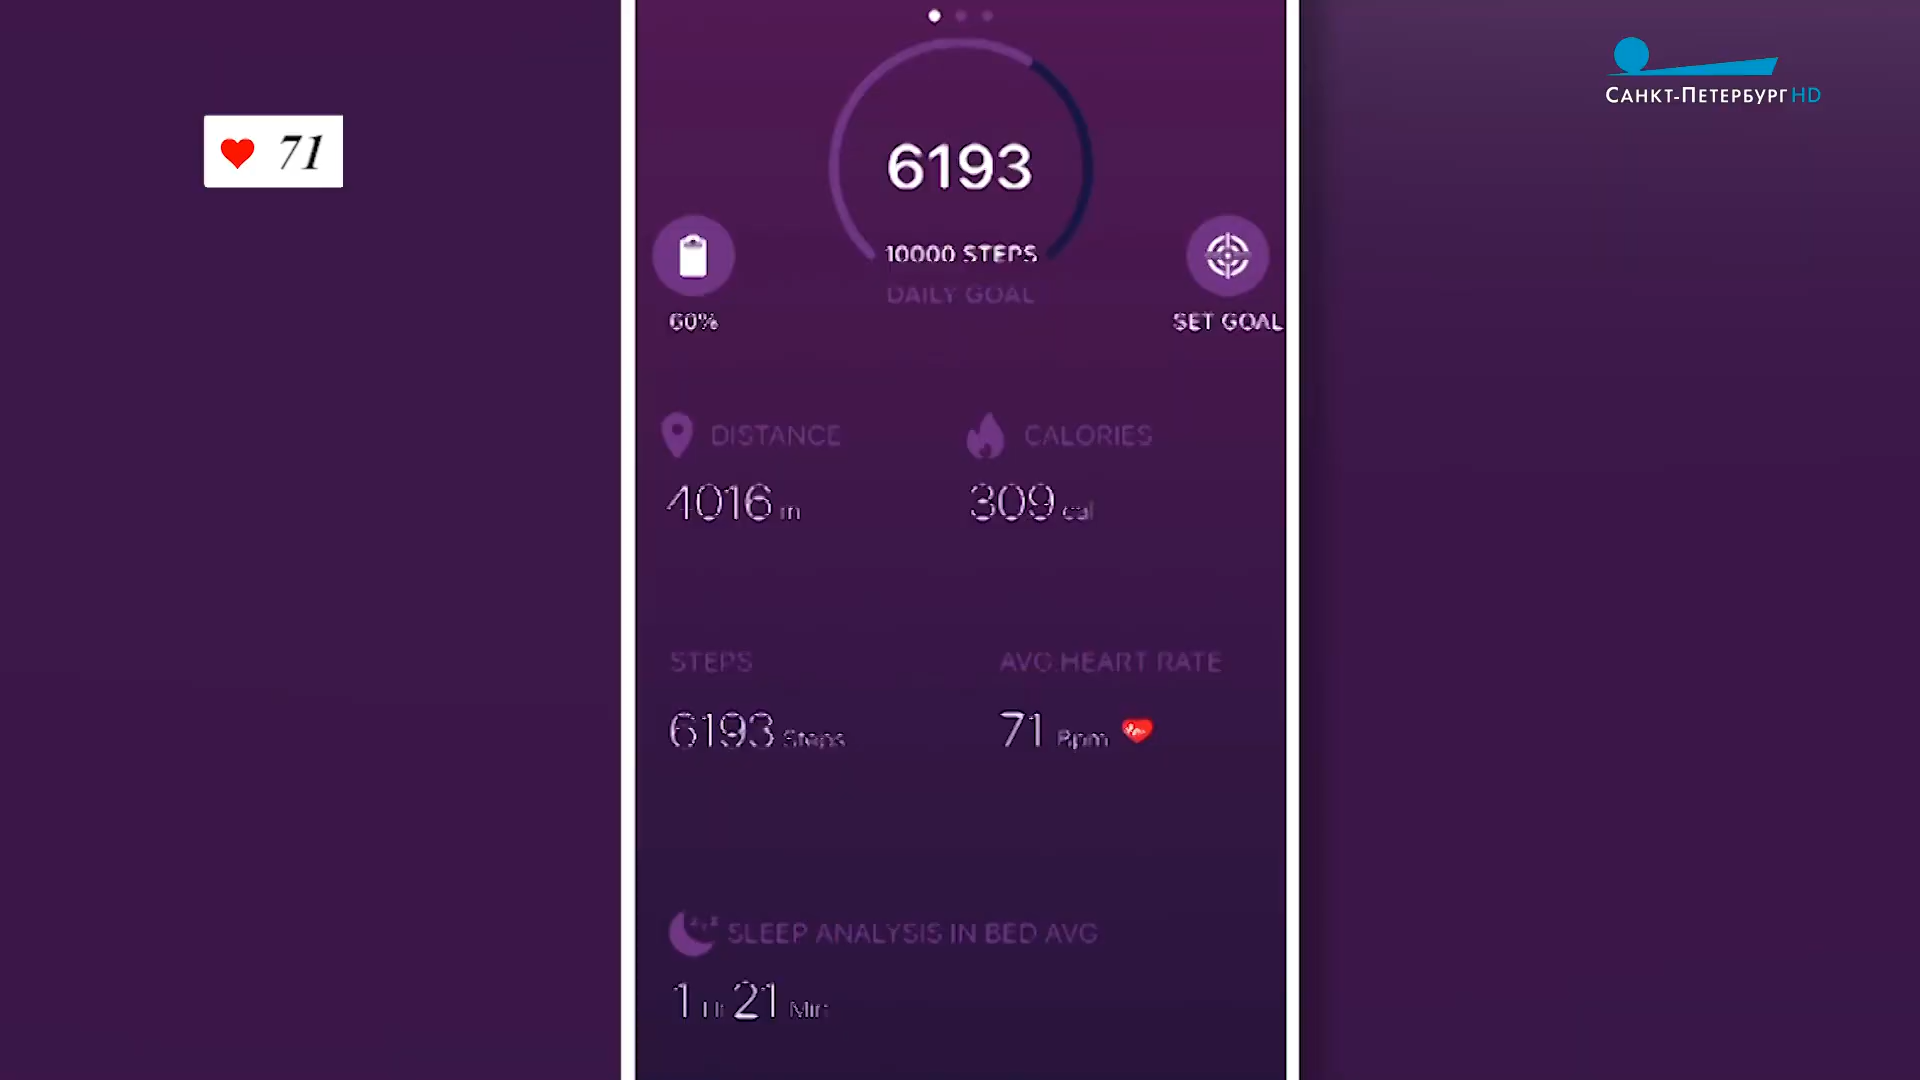 САНКТ-ПЕТЕРБУРГ HD
71
6193
10000 STEPS
DAILY GOAL
60%
SET GOAL
DISTANCE
4016 m
CALORIES
309 cal
STEPS
6193 Steps
AVG HEART RATE
71 Bpm
SLEEP ANALYSIS IN BED AVG
1 H 21 Min